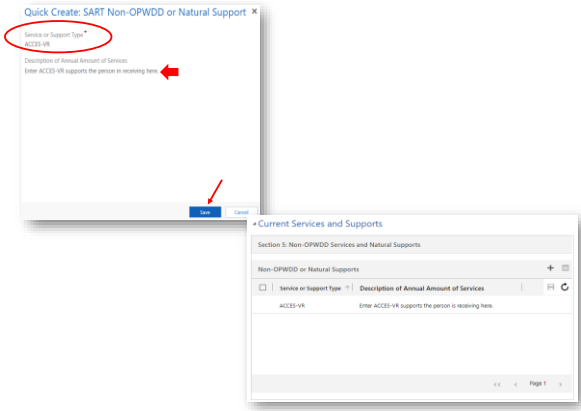 Quick Create: SART Non-OPWDD or Natural Support ×
Service or Support Type *
ACCES-VR
Description of Annual Amount of Services
Enter ACCES-VR supports the person in receiving here.
Save Cancel
Current Services and Supports
Section 5: Non-OPWDD Services and Natural Supports
Non-OPWDD or Natural Supports
Service or Support Type ↑ Description of Annual Amount of Services
ACCES-VR Enter ACCES-VR supports the person is receiving here.
Page 1